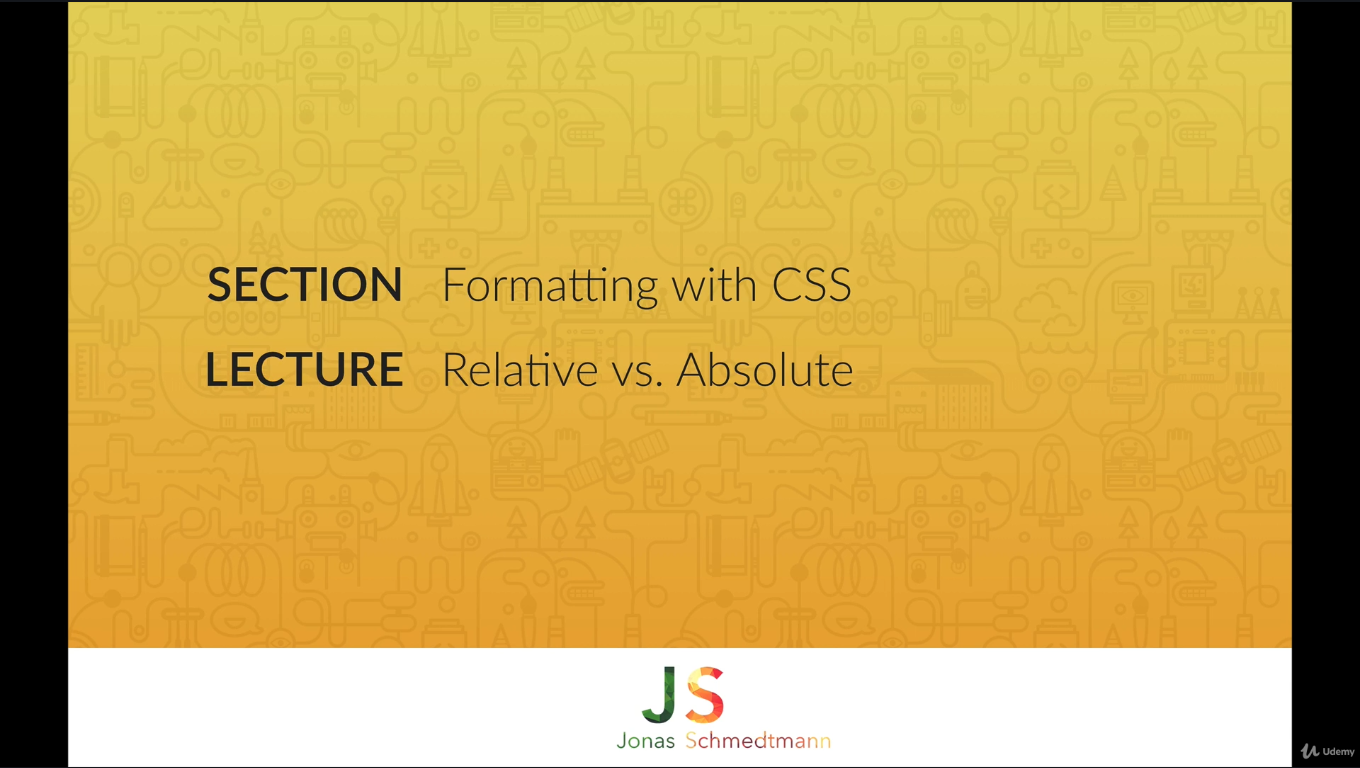 SECTION Formatting with CSS
LECTURE Relative vs. Absolute
JS
Jonas Schmedtmann
Udemy